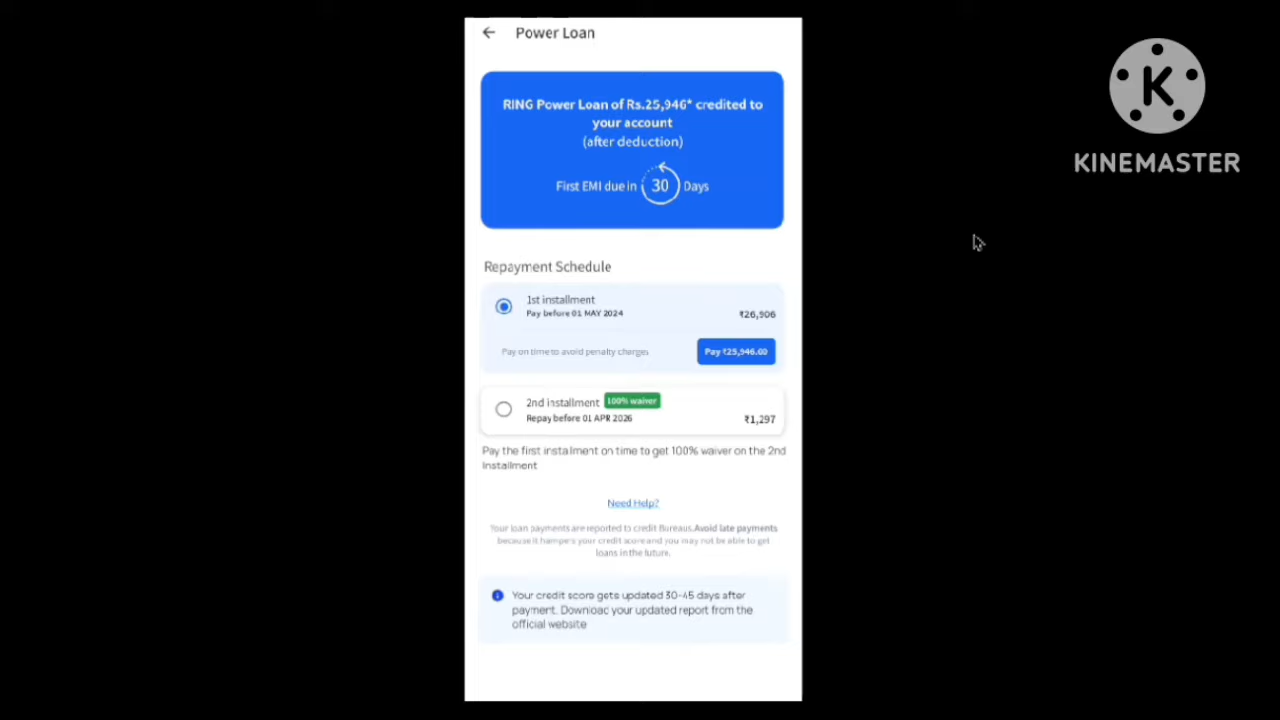 Power Loan
RING Power Loan of Rs.25,946* credited to
your account
(after deduction)
First EMI due in 30 Days
Repayment Schedule
1st installment
Pay before 01 MAY 2024
₹26,906
Pay on time to avoid penalty charges
Pay ₹25,946.00
2nd installment 100% waiver
Repay before 01 APR 2026
₹1,297
Pay the first installment on time to get 100% waiver on the 2nd
Installment
Need Help?
Your loan payments are reported to credit Bureaus.Avoid late payments
because it hampers your credit score and you may not be able to get
loans in the future.
Your credit score gets updated 30-45 days after
payment. Download your updated report from the
official website
K
KINEMASTER